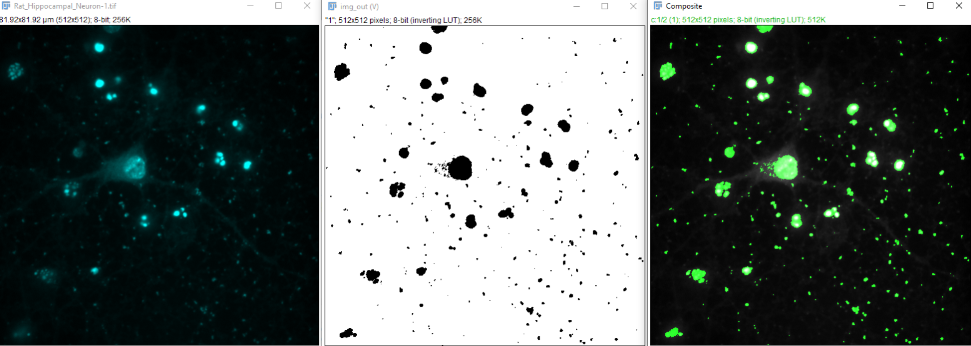 Rat_Hippocampal_Neuron-1.tif
81.92x81.92 µm (512x512); 8-bit; 256K
img_out (V)
"1"; 512x512 pixels; 8-bit (inverting LUT); 256K
Composite
c:1/2 (1); 512x512 pixels; 8-bit (inverting LUT); 512K